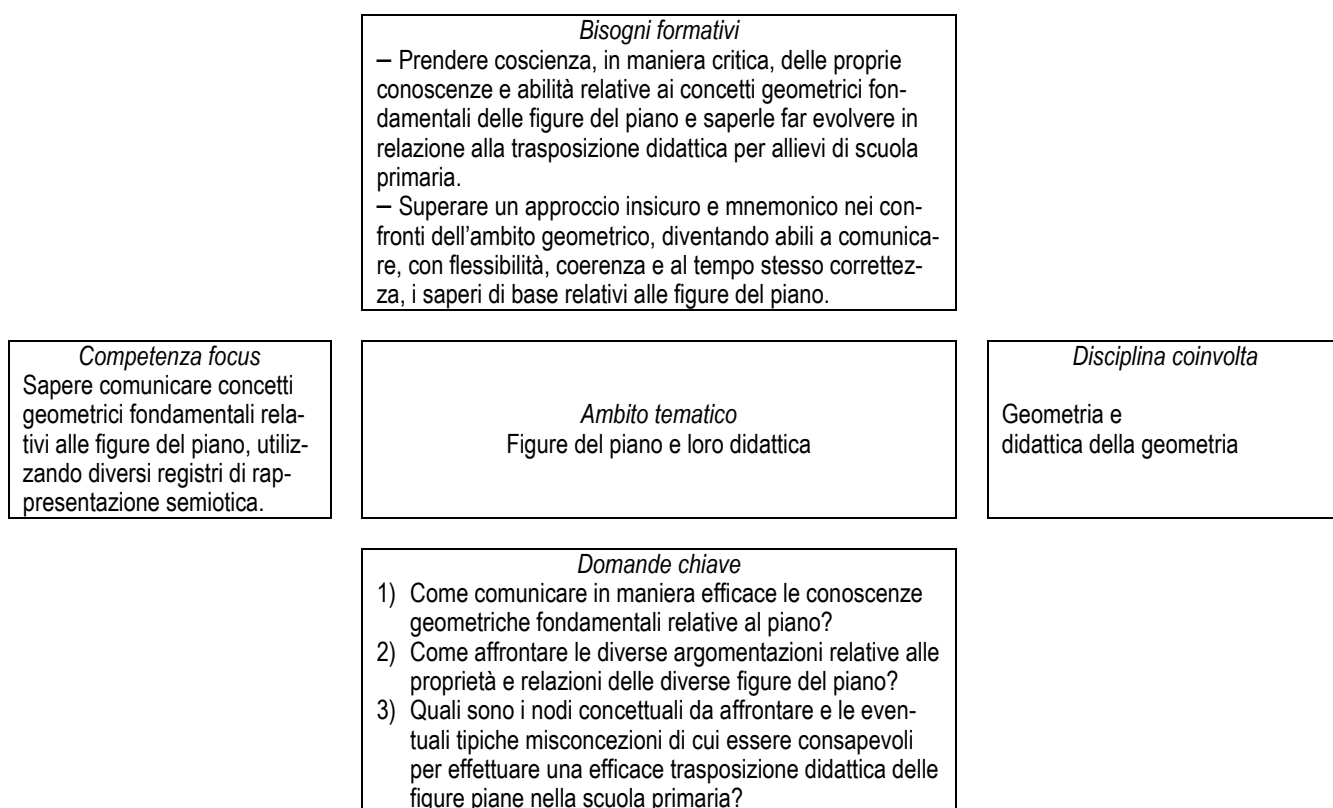 Bisogni formativi
– Prendere coscienza, in maniera critica, delle proprie
conoscenze e abilità relative ai concetti geometrici fon-
damentali delle figure del piano e saperle far evolvere in
relazione alla trasposizione didattica per allievi di scuola
primaria.
– Superare un approccio insicuro e mnemonico nei con-
fronti dell'ambito geometrico, diventando abili a comunica-
re, con flessibilità, coerenza e al tempo stesso correttez-
za, i saperi di base relativi alle figure del piano.
Competenza focus
Sapere comunicare concetti
geometrici fondamentali rela-
tivi alle figure del piano, utiliz-
zando diversi registri di rap-
presentazione semiotica.
Ambito tematico
Figure del piano e loro didattica
Disciplina coinvolta
Geometria e
didattica della geometria
Domande chiave
1) Come comunicare in maniera efficace le conoscenze
geometriche fondamentali relative al piano?
2) Come affrontare le diverse argomentazioni relative alle
proprietà e relazioni delle diverse figure del piano?
3) Quali sono i nodi concettuali da affrontare e le even-
tuali tipiche misconcezioni di cui essere consapevoli
per effettuare una efficace trasposizione didattica delle
figure piane nella scuola primaria?